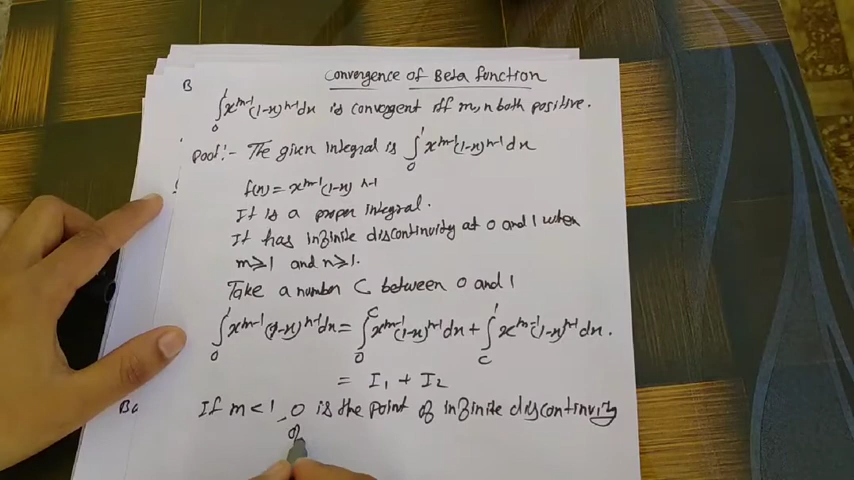 Convergence of Beta function
B
∫₀¹ x^m-1 (1-x)^n-1 dx is convergent iff m,n both positive.
Poof:- The given integral is ∫₀¹ x^m-1 (1-x)^n-1 dx
f(x) = x^m-1 (1-x)^n-1
It is a proper integral.
It has infinite discontinuity at 0 and 1 when
m≥1 and n≥1.
Take a number C between 0 and 1
∫₀¹ x^m-1 (1-x)^n-1 dx = ∫₀^C x^m-1 (1-x)^n-1 dx + ∫_C^1 x^m-1 (1-x)^n-1 dx.
= I₁ + I₂
If m < 1, 0 is the point of infinite discontinuity